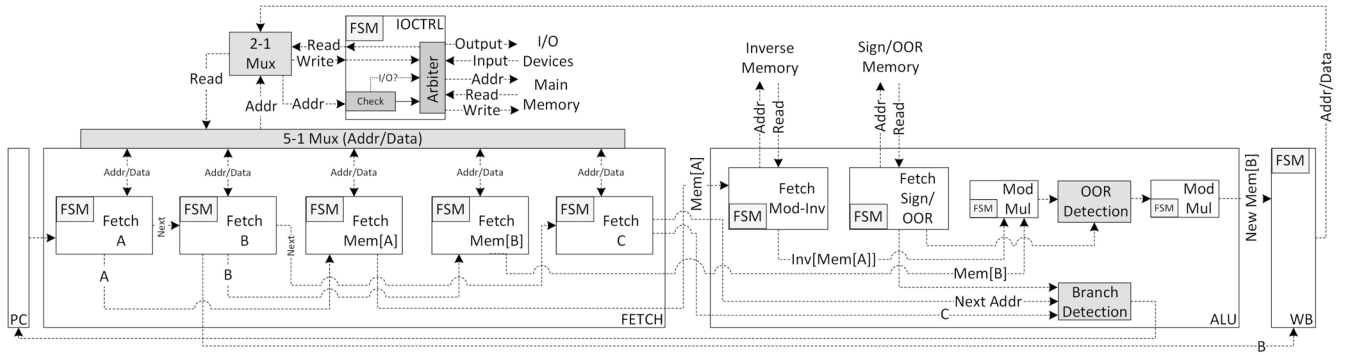 FSM
IOCTRL
2-1
Mux
Read
Write
Read
Addr
Addr
I/O?
Check
Arbiter
Output
Input
Addr
Read
Write
I/O
Devices
Main
Memory
Inverse
Memory
Sign/OOR
Memory
Addr
Read
Addr
Read
Addr/Data
5-1 Mux (Addr/Data)
Addr/Data
Addr/Data
Addr/Data
Addr/Data
Addr/Data
FSM
Fetch
A
Next
FSM
Fetch
B
Next
FSM
Fetch
Mem[A]
FSM
Fetch
Mem[B]
FSM
Fetch
C
A
B
PC
FETCH
Mem[A]
Fetch
Mod-Inv
FSM
Fetch
Sign/
OOR
FSM
Mod
Mul
FSM
OOR
Detection
Mod
Mul
FSM
Inv[Mem[A]]
Mem[B]
Next Addr
C
Branch
Detection
ALU
New Mem[B]
FSM
WB
B